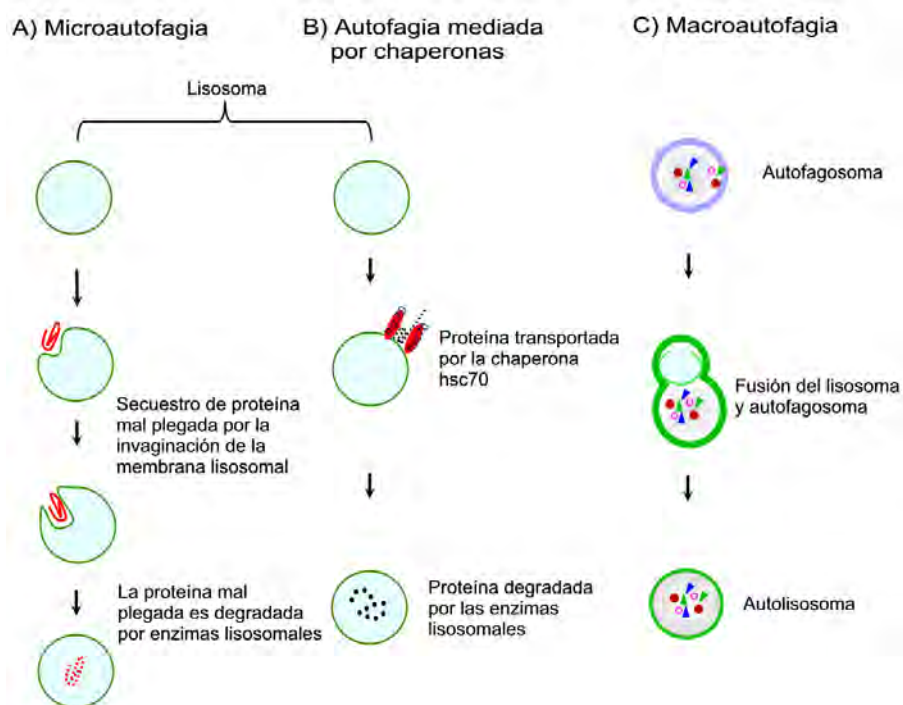 A) Microautofagia
B) Autofagia mediada
por chaperonas
C) Macroautofagia
Lisosoma
Secuestro de proteína
mal plegada por la
invaginación de la
membrana lisosomal
La proteína mal
plegada es degradada
por enzimas lisosomales
Proteína transportada
por la chaperona
hsc70
Proteína degradada
por las enzimas
lisosomales
Autofagosoma
Fusión del lisosoma
y autofagosoma
Autolisosoma